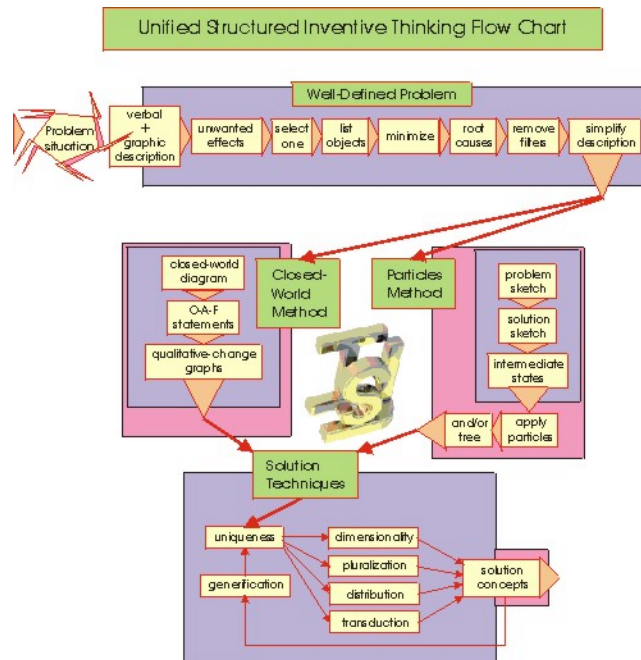 Unified Structured Inventive Thinking Flow Chart
Well-Defined Problem
Problem
situation
verbal
+
graphic
description
unwanted
effects
select
one
list
objects
minimize
root
causes
remove
filters
simplify
description
closed-world
diagram
O-A-F
statements
qualitative-change
graphs
Closed-
World
Method
Particles
Method
problem
sketch
solution
sketch
intermediate
states
apply
particles
and/or
tree
Solution
Techniques
uniqueness
dimensionality
pluralization
distribution
transduction
generification
solution
concepts